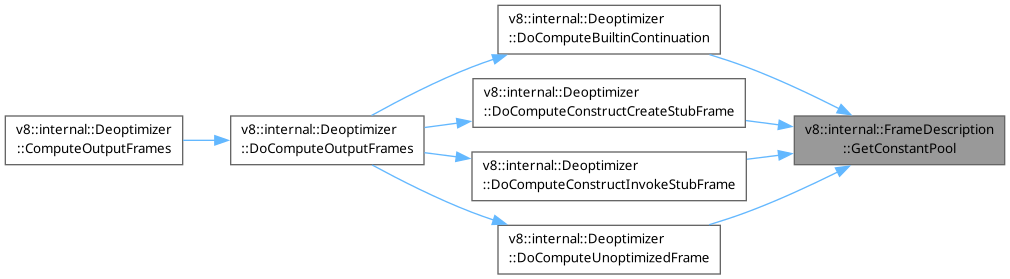 v8::internal::Deoptimizer
::ComputeOutputFrames
v8::internal::Deoptimizer
::DoComputeOutputFrames
v8::internal::Deoptimizer
::DoComputeBuiltinContinuation
v8::internal::Deoptimizer
::DoComputeConstructCreateStubFrame
v8::internal::Deoptimizer
::DoComputeConstructInvokeStubFrame
v8::internal::Deoptimizer
::DoComputeUnoptimizedFrame
v8::internal::FrameDescription
::GetConstantPool